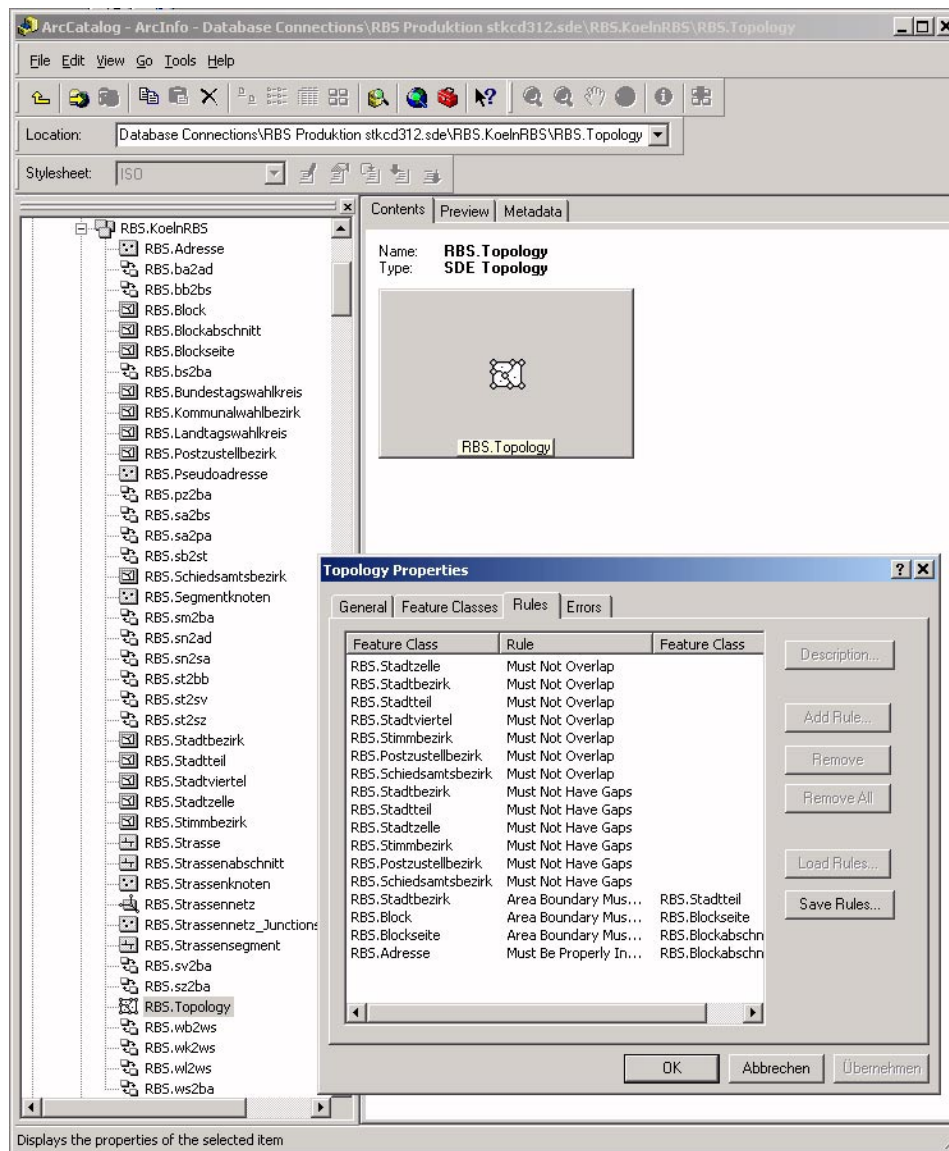 ArcCatalog - ArcInfo - Database Connections\RBS Produktion stkcd312.sde\RBS.KoelnRBS\RBS.Topology
File Edit View Go Tools Help
Location: Database Connections\RBS Produktion stkcd312.sde\RBS.KoelnRBS\RBS.Topology
Stylesheet: ISO
RBS.KoelnRBS
RBS.Adresse
RBS.ba2ad
RBS.bb2bs
RBS.Block
RBS.Blockabschnitt
RBS.Blockseite
RBS.bs2ba
RBS.Bundestagswahlkreis
RBS.Kommunalwahlbezirk
RBS.Landtagswahlkreis
RBS.Postzustellbezirk
RBS.Pseudoadresse
RBS.pz2ba
RBS.sa2bs
RBS.sa2pa
RBS.sb2st
RBS.Schiedsamtsbezirk
RBS.Segmentknoten
RBS.sm2ba
RBS.sn2ad
RBS.sn2sa
RBS.st2bb
RBS.st2sv
RBS.st2sz
RBS.Stadtbezirk
RBS.Stadtteil
RBS.Stadtviertel
RBS.Stadtzelle
RBS.Stimmbezirk
RBS.Strasse
RBS.Strassenabschnitt
RBS.Strassenknoten
RBS.Strassennetz
RBS.Strassennetz_Junctions
RBS.Strassensegment
RBS.sv2ba
RBS.sz2ba
RBS.Topology
RBS.wb2ws
RBS.wk2ws
RBS.wl2ws
RBS.ws2ba
Contents Preview Metadata
Name: RBS.Topology
Type: SDE Topology
RBS.Topology
Topology Properties
General Feature Classes Rules Errors
Feature Class Rule Feature Class
RBS.Stadtzelle Must Not Overlap
RBS.Stadtbezirk Must Not Overlap
RBS.Stadtteil Must Not Overlap
RBS.Stadtviertel Must Not Overlap
RBS.Stimmbezirk Must Not Overlap
RBS.Postzustellbezirk Must Not Overlap
RBS.Schiedsamtsbezirk Must Not Overlap
RBS.Stadtbezirk Must Not Have Gaps
RBS.Stadtteil Must Not Have Gaps
RBS.Stadtzelle Must Not Have Gaps
RBS.Stimmbezirk Must Not Have Gaps
RBS.Postzustellbezirk Must Not Have Gaps
RBS.Schiedsamtsbezirk Must Not Have Gaps
RBS.Stadtbezirk Area Boundary Mus... RBS.Stadtteil
RBS.Block Area Boundary Mus... RBS.Blockseite
RBS.Blockseite Area Boundary Mus... RBS.Blockabschn
RBS.Adresse Must Be Properly In... RBS.Blockabschn
Description...
Add Rule...
Remove
Remove All
Load Rules...
Save Rules...
OK Abbrechen Übernehmen
Displays the properties of the selected item